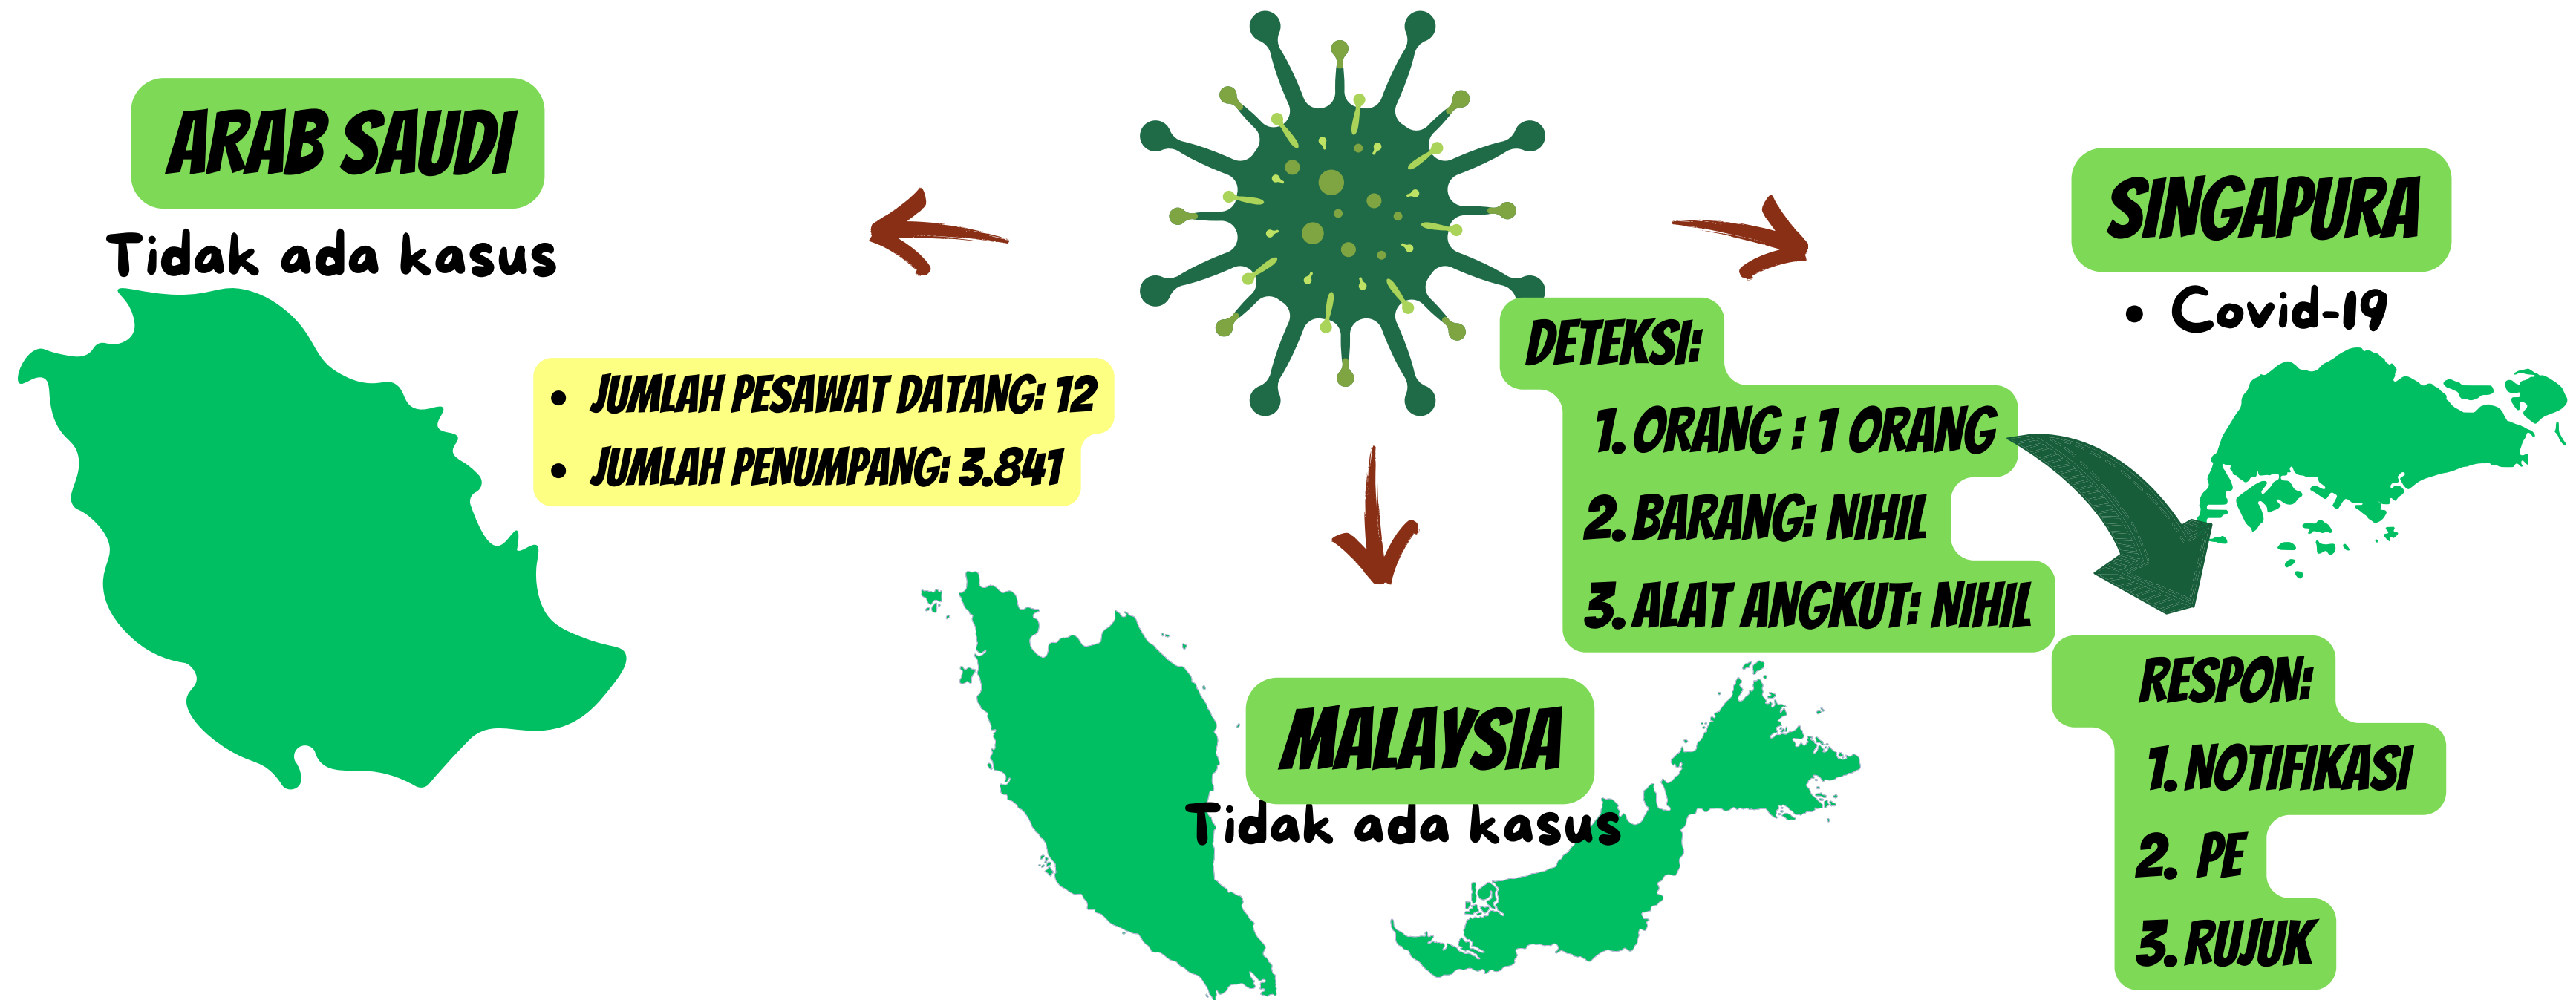 ARAB SAUDI
Tidak ada kasus
• JUMLAH PESAWAT DATANG: 12
• JUMLAH PENUMPANG: 3.841
MALAYSIA
Tidak ada kasus
DETEKSI:
1. ORANG : 1 ORANG
2. BARANG: NIHIL
3. ALAT ANGKUT: NIHIL
SINGAPURA
• Covid-19
RESPON:
1. NOTIFIKASI
2. PE
3. RUJUK